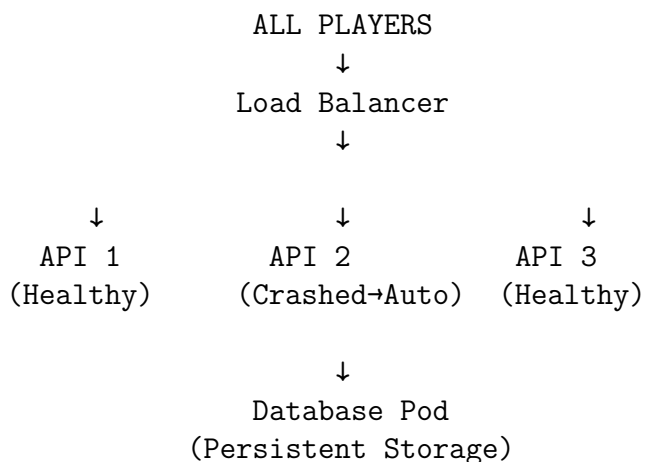 ALL PLAYERS
↓
Load Balancer
↓
↓ ↓ ↓
API 1 API 2 API 3
(Healthy) (Crashed→Auto) (Healthy)
↓
Database Pod
(Persistent Storage)